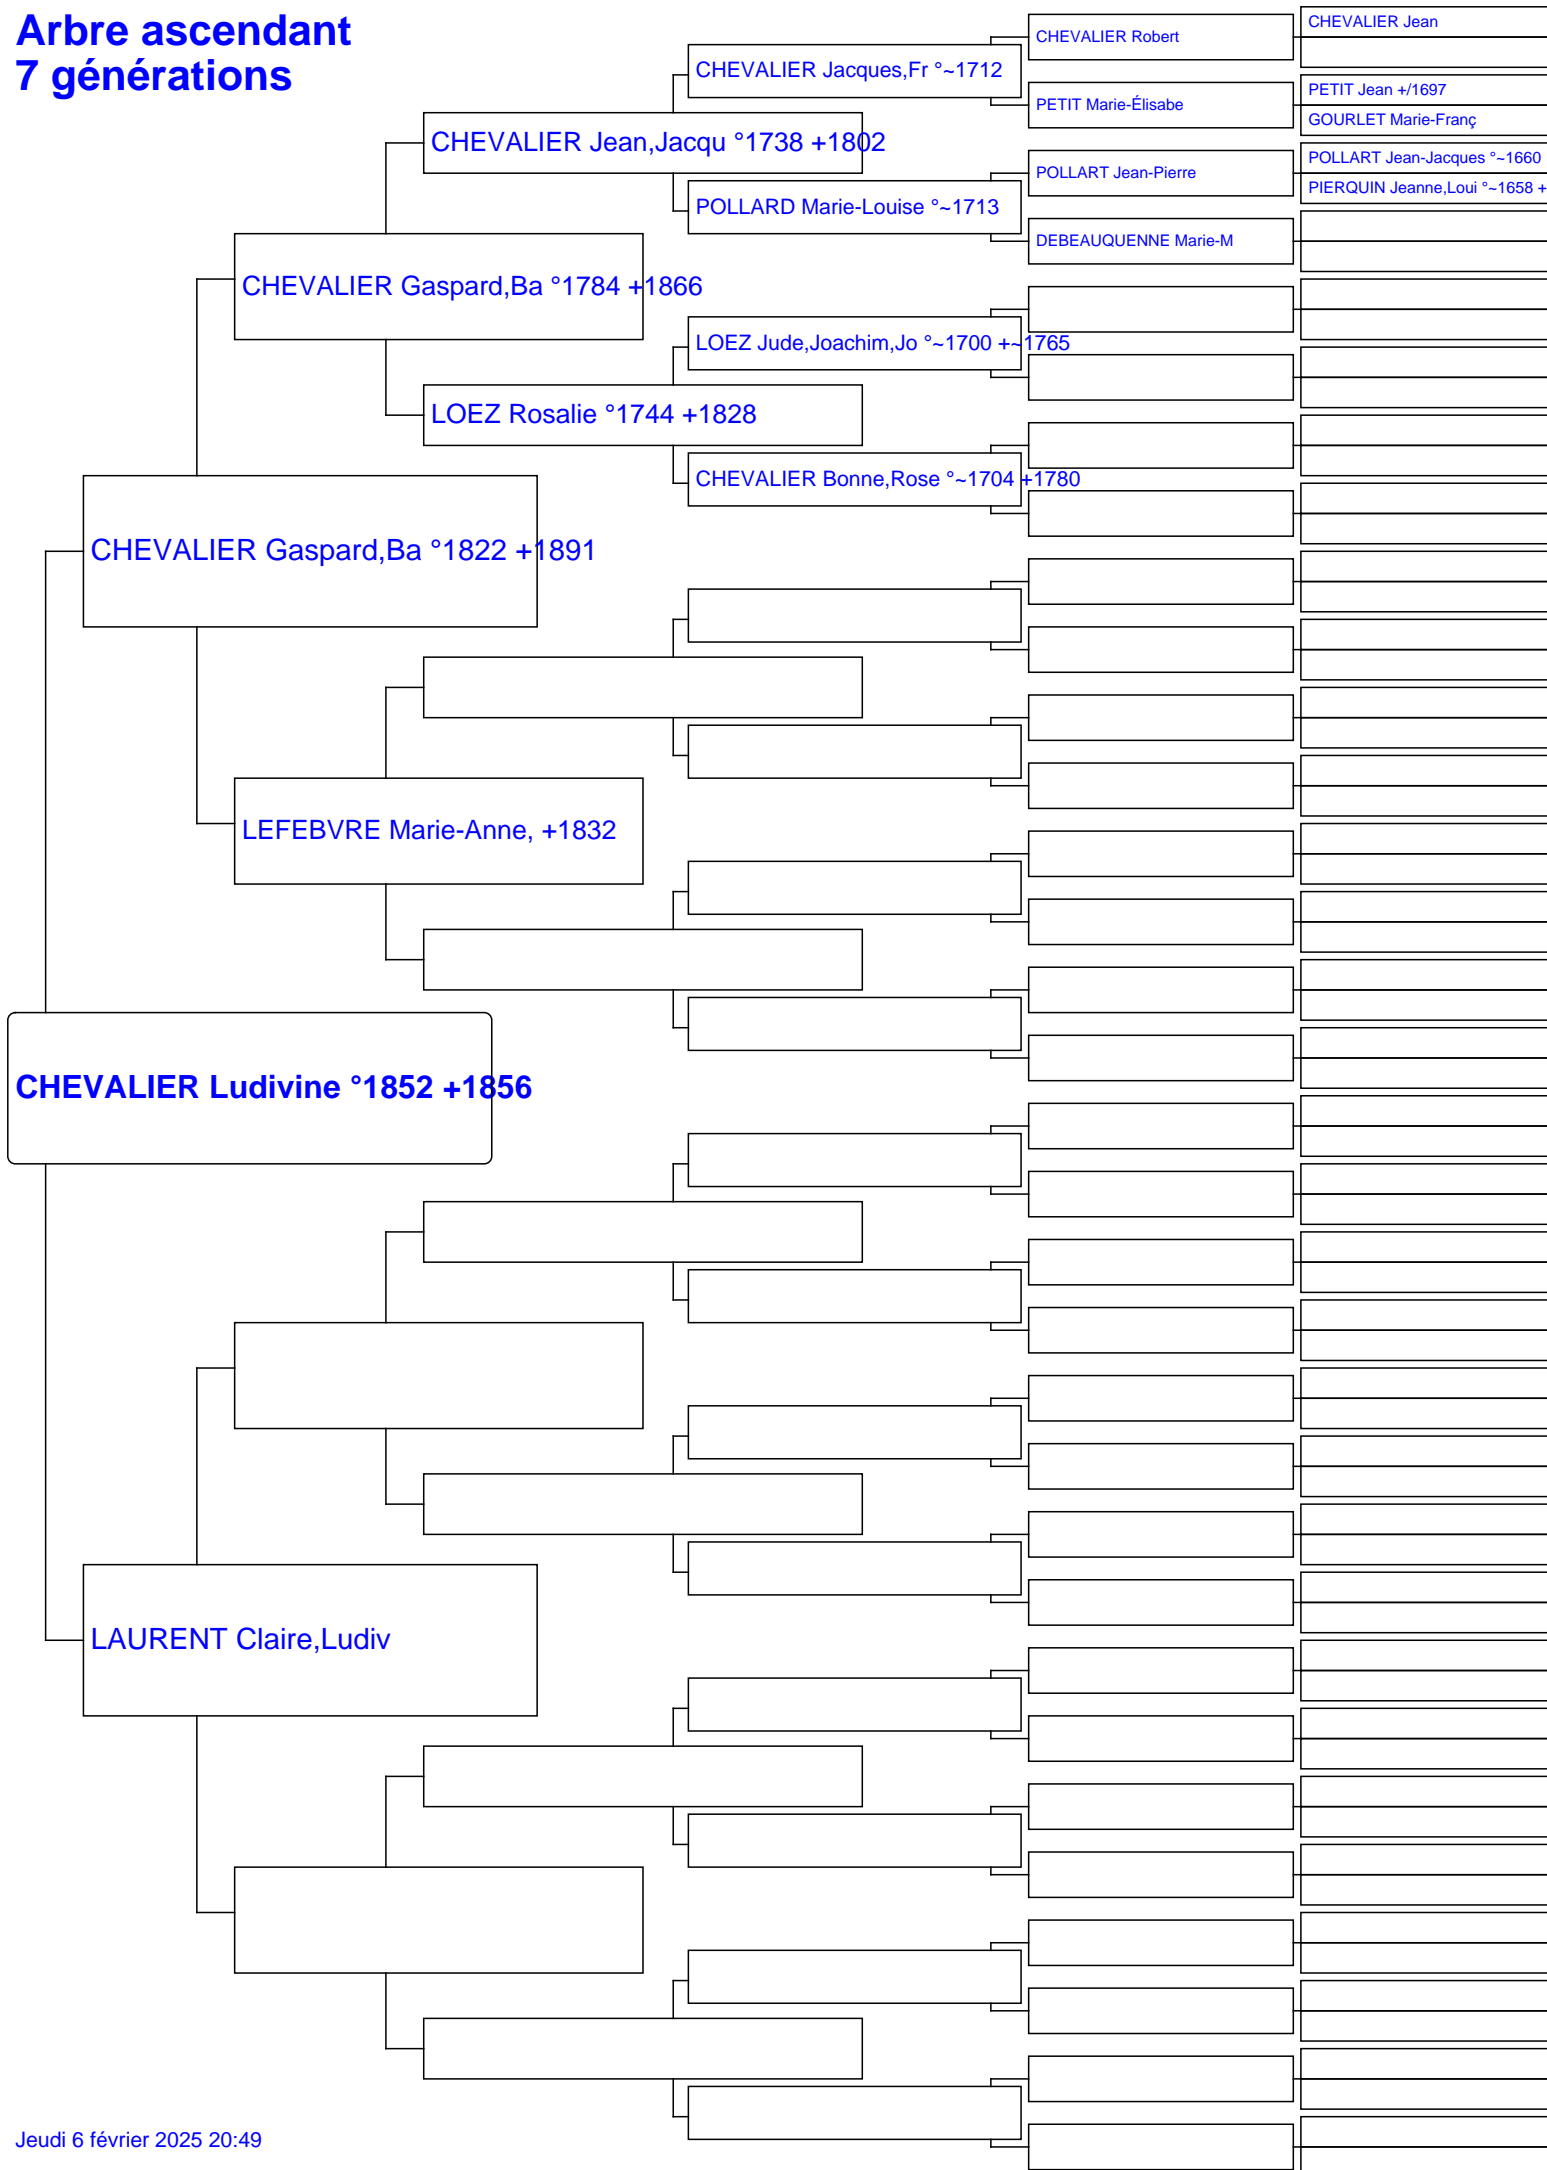 Arbre ascendant
7 générations
CHEVALIER Jean
CHEVALIER Robert
CHEVALIER Jacques,Fr °~1712
PETIT Jean +/1697
PETIT Marie-Élisabe
GOURLET Marie-Franç
CHEVALIER Jean,Jacqu °1738 +1802
POLLART Jean-Jacques °~1660
POLLART Jean-Pierre
PIERQUIN Jeanne,Loui °~1658 +
POLLARD Marie-Louise °~1713
DEBEAUQUENNE Marie-M
CHEVALIER Gaspard,Ba °1784 +1866
LOEZ Jude,Joachim,Jo °~1700 +~1765
LOEZ Rosalie °1744 +1828
CHEVALIER Bonne,Rose °~1704 +1780
CHEVALIER Gaspard,Ba °1822 +1891
LEFEBVRE Marie-Anne, +1832
CHEVALIER Ludivine °1852 +1856
LAURENT Claire,Ludiv
Jeudi 6 février 2025 20:49